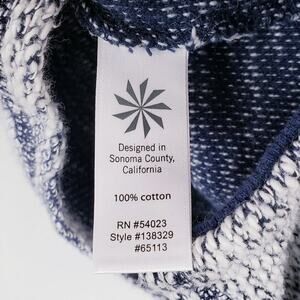 Designed in
Sonoma County,
California
100% cotton
RN #54023
Style #138329
#65113